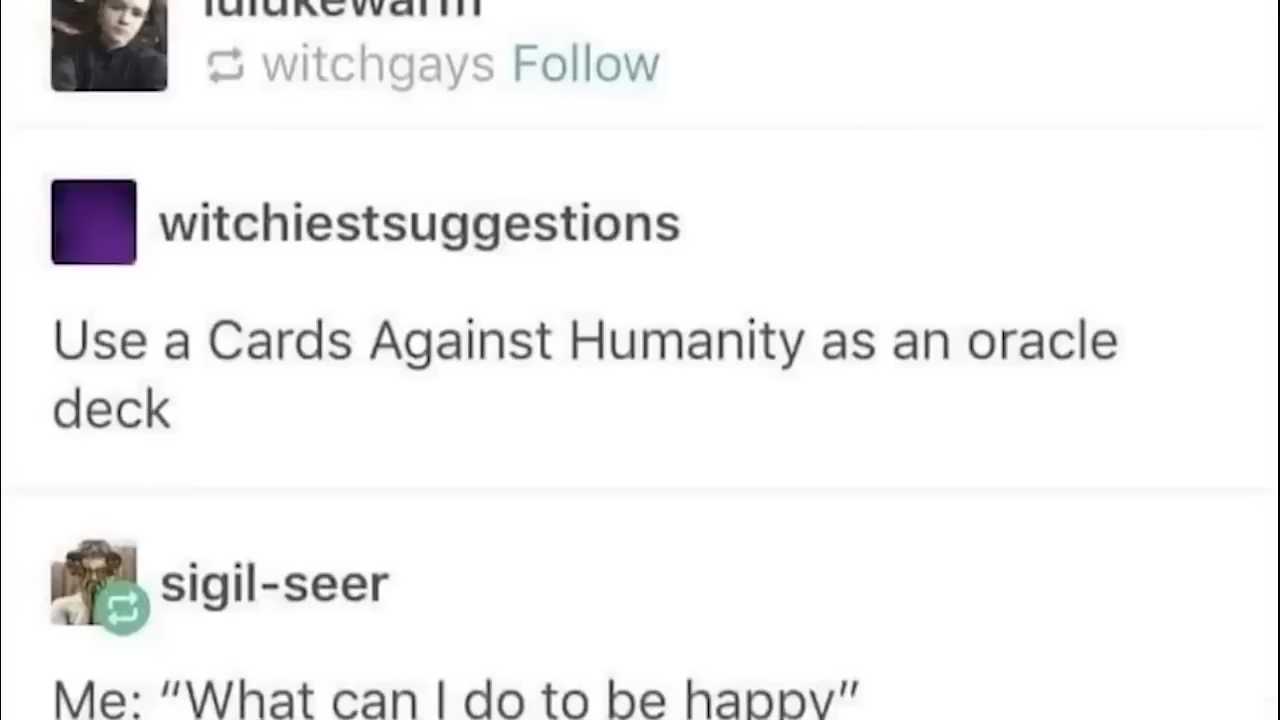 lulukewarm
witchgays Follow
witchiestsuggestions
Use a Cards Against Humanity as an oracle
deck
sigil-seer
Me: “What can I do to be happy”